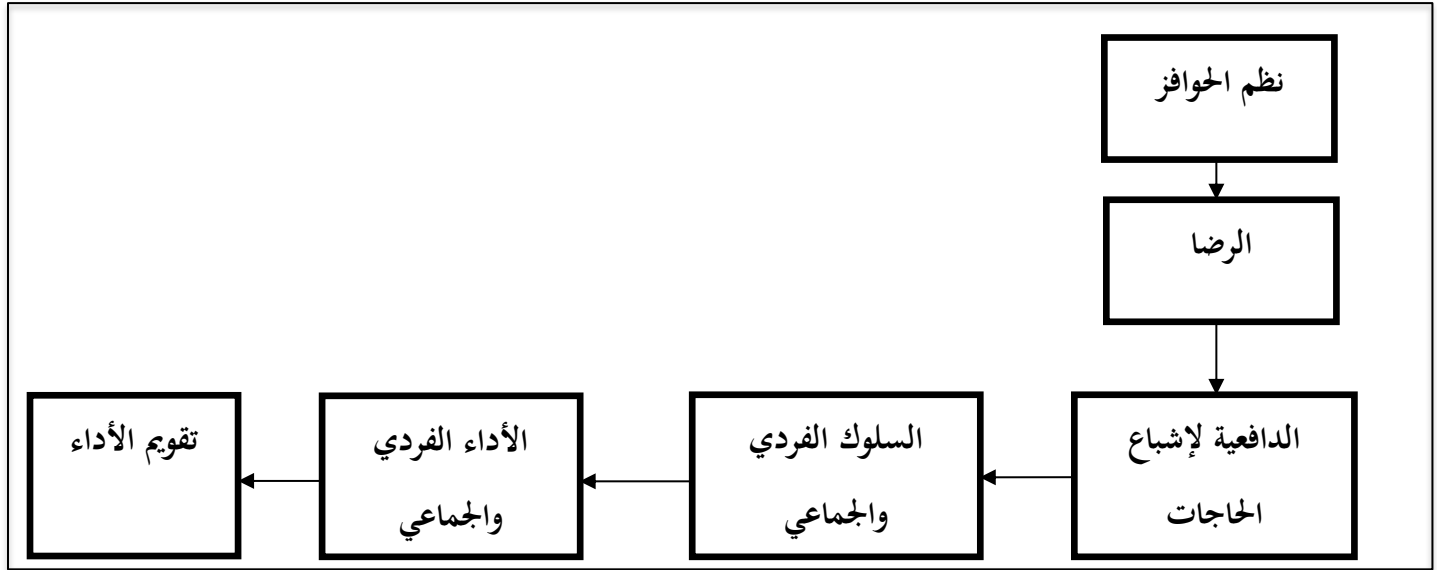 نظم الحوافز
الرضا
الدافعية لإشباع
الحاجات
السلوك الفردي
والجماعي
الأداء الفردي
والجماعي
تقويم الأداء